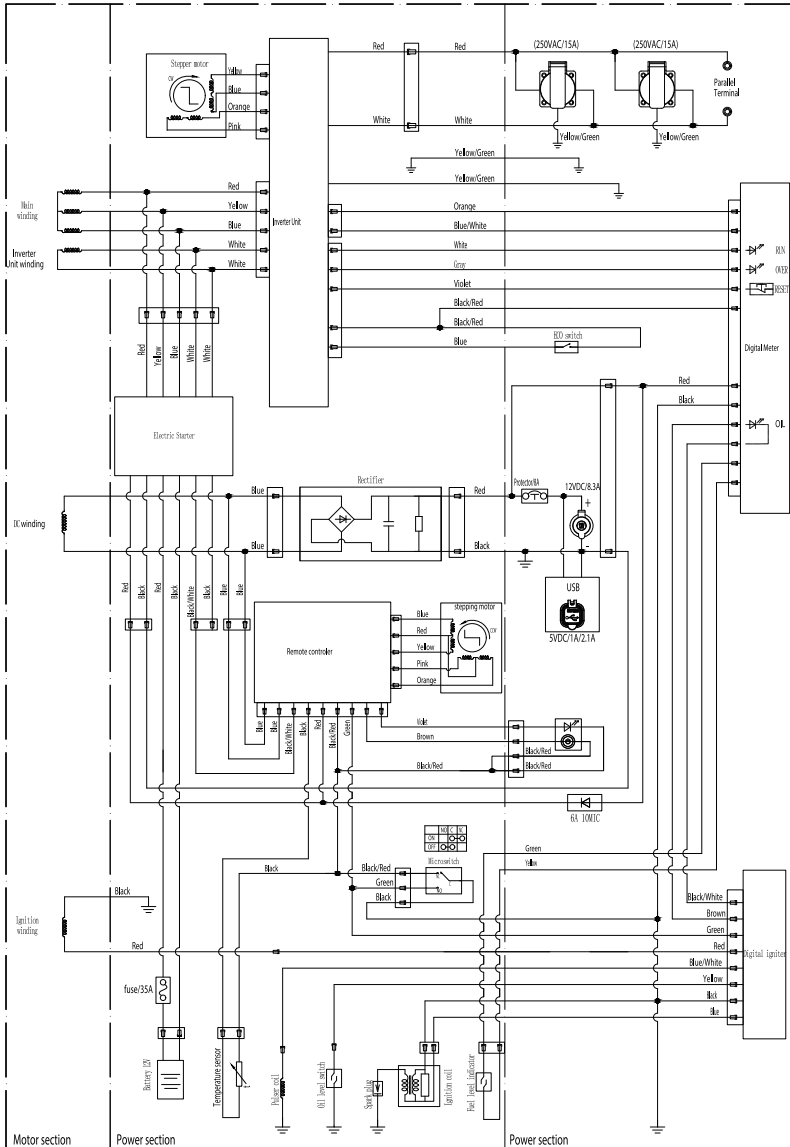 Stepper motor
CW
Yellow
Blue
Orange
Pink
Inverter Unit
Red
Red
White
White
(250VAC/15A)
(250VAC/15A)
Parallel
Terminal
Yellow/Green
Yellow/Green
Yellow/Green
Yellow/Green
Main
winding
Inverter
Unit winding
Red
Yellow
Blue
White
White
Orange
Blue/White
White
Gray
Violet
Black/Red
Black/Red
Blue
ECO switch
RUN
OVER
RESET
Digital Meter
OIL
Red
Black
Red
Yellow
Blue
White
White
Electric Starter
DC winding
Blue
Blue
Rectifier
Red
Black
Protector/8A
12VDC/8.3A
+
-
USB
5VDC/1A/2.1A
Red
Black
Red
Black
Black/White
Black
Blue
Blue
Remote controler
Blue
Red
Yellow
Pink
Orange
stepping motor
CCW
Blue
Blue
Black/White
Black
Red
Black/Red
Green
Violet
Brown
Black/Red
Black/Red
Black/Red
6A 10MIC
NO C NC
ON
OFF
Microswitch
Black
Black/Red
Green
Black
NO
Green
Yellow
Ignition
winding
Black
Red
Black/White
Brown
Green
Red
Blue/White
Yellow
Black
Blue
Digital igniter
fuse/35A
Battery 12V
Temperature sensor
Pulser coil
Oil level switch
Spark plug
Ignition coil
Fuel level indicator
Motor section
Power section
Power section